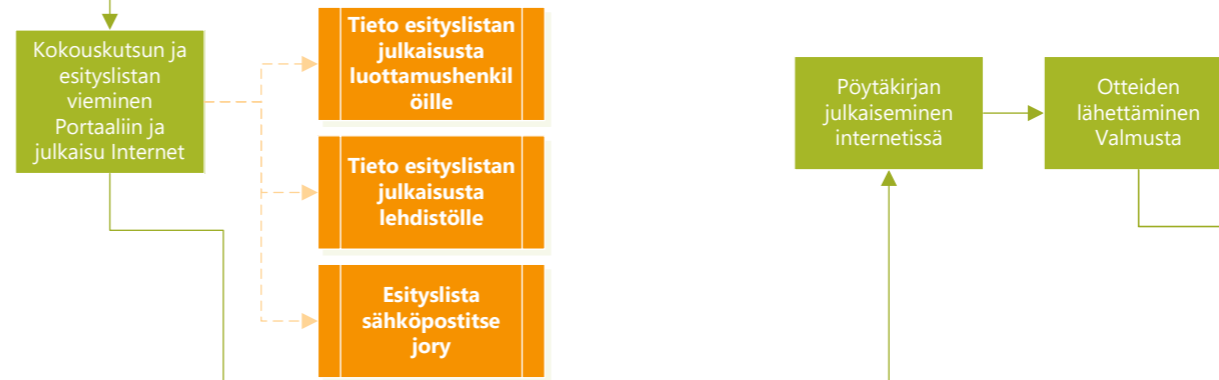 Kokouskutsun ja
esityslistan
vieminen
Portaaliin ja
julkaisu Internet
Tieto esityslistan
julkaisusta
luottamushenkil
öille
Tieto esityslistan
julkaisusta
lehdistölle
Esityslista
sähköpostitse
jory
Pöytäkirjan
julkaiseminen
internetissä
Otteiden
lähettäminen
Valmusta